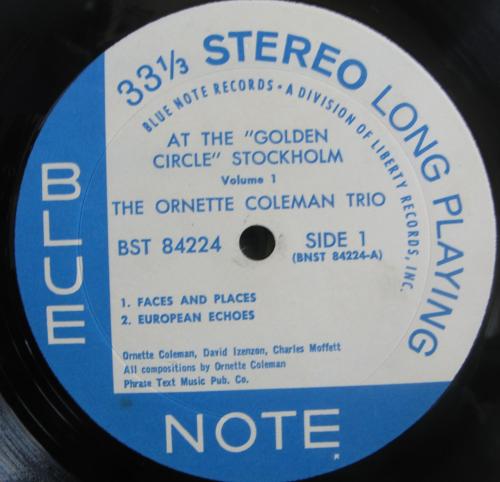 33 1/3 STEREO LONG PLAYING
BLUE NOTE RECORDS • A DIVISION OF LIBERTY RECORDS, INC.
AT THE "GOLDEN
CIRCLE" STOCKHOLM
Volume 1
THE ORNETTE COLEMAN TRIO
BST 84224
SIDE 1
(BNST 84224-A)
1. FACES AND PLACES
2. EUROPEAN ECHOES
Ornette Coleman, David Izenzon, Charles Moffett
All compositions by Ornette Coleman
Phrase Text Music Pub. Co.
BLUE
NOTE